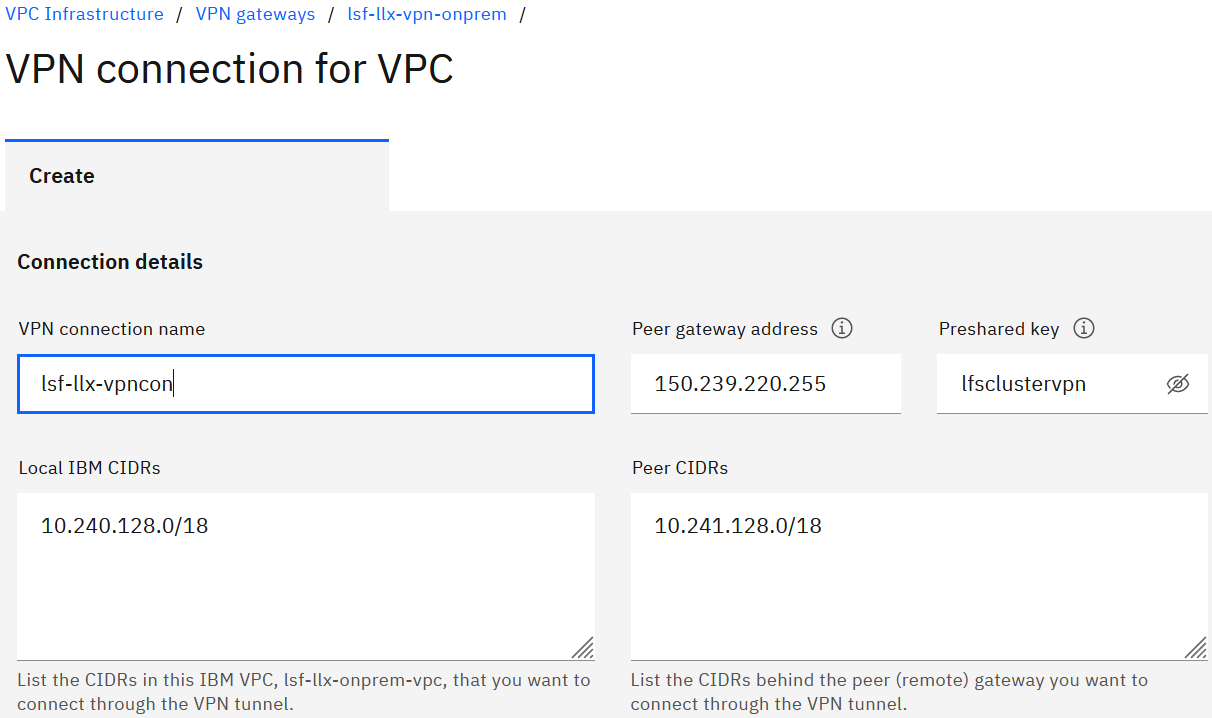 VPC Infrastructure / VPN gateways / lsf-llx-vpn-onprem /
VPN connection for VPC
Create
Connection details
VPN connection name
lsf-llx-vpncon
Peer gateway address
150.239.220.255
Preshared key
lfsclustervpn
Local IBM CIDRs
10.240.128.0/18
List the CIDRs in this IBM VPC, lsf-llx-onprem-vpc, that you want to
connect through the VPN tunnel.
Peer CIDRs
10.241.128.0/18
List the CIDRs behind the peer (remote) gateway you want to
connect through the VPN tunnel.